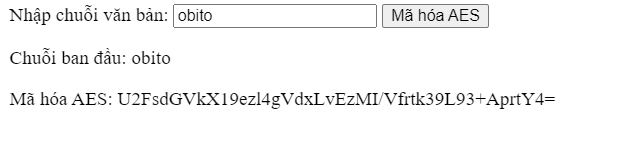 Nhập chuỗi văn bản: obito Mã hóa AES
Chuỗi ban đầu: obito
Mã hóa AES: U2FsdGVkX19ezl4gVdxLvEzMI/Vfrtk39L93+AprtY4=